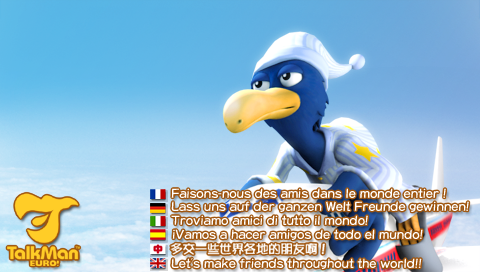 Faisons-nous des amis dans le monde entier !
Lass uns auf der ganzen Welt Freunde gewinnen!
Troviamo amici di tutto il mondo!
¡Vamos a hacer amigos de todo el mundo!
中 多交一些世界各地的朋友啊!
Let's make friends throughout the world!!
TalkMan
EURO!